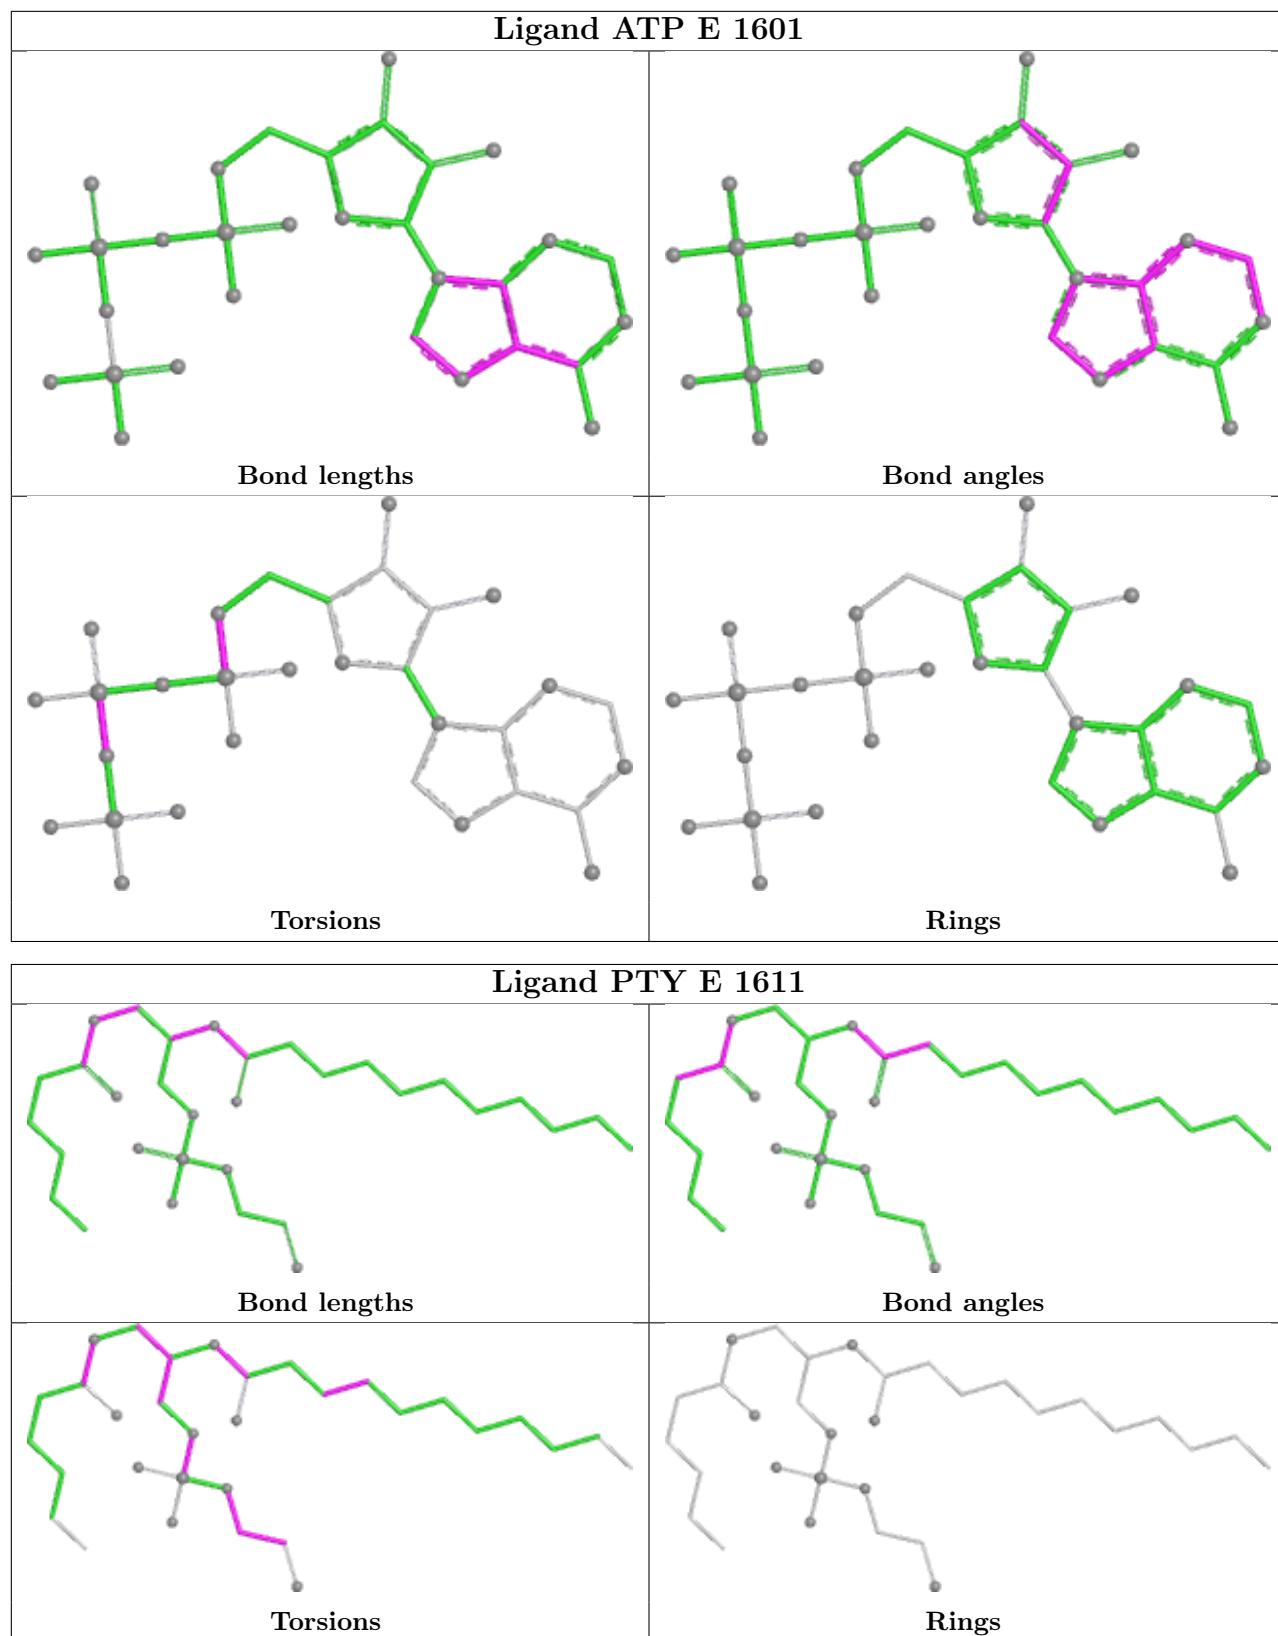 Ligand ATP E 1601
Bond lengths
Bond angles
Torsions
Rings
Ligand PTY E 1611
Bond lengths
Bond angles
Torsions
Rings